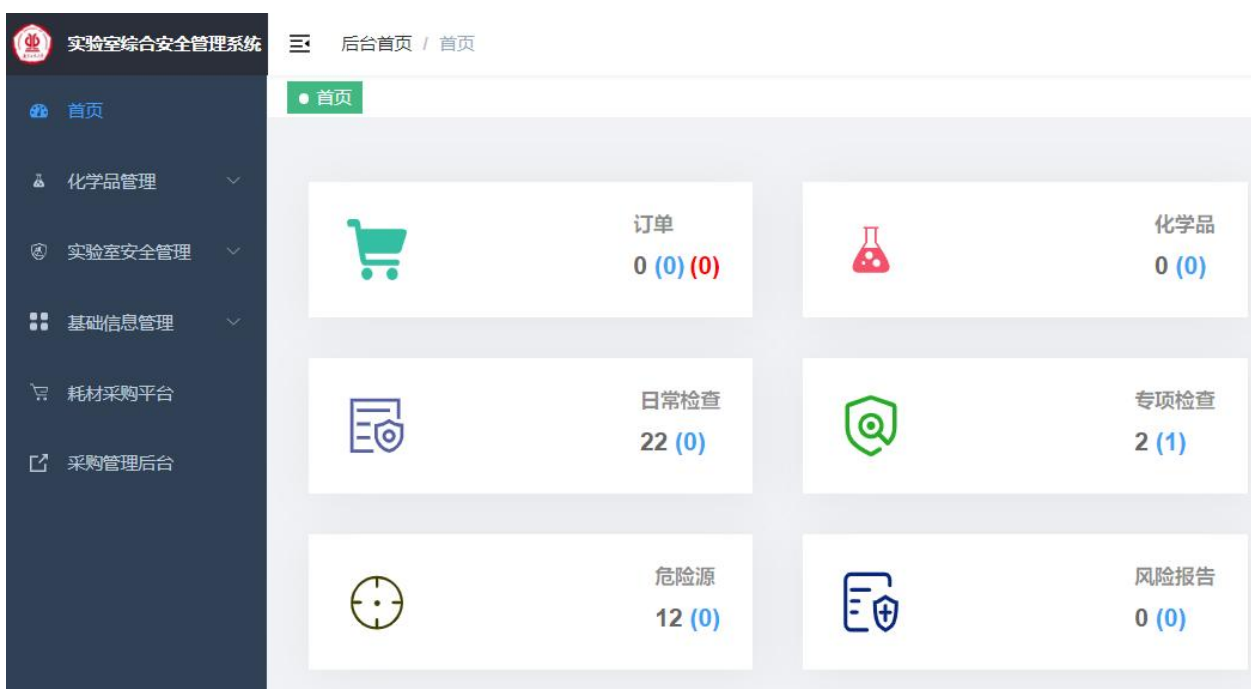 实验室综合安全管理系统
后台首页 / 首页
首页
首页
化学品管理
实验室安全管理
基础信息管理
耗材采购平台
采购管理后台
订单
0 (0) (0)
化学品
0 (0)
日常检查
22 (0)
专项检查
2 (1)
危险源
12 (0)
风险报告
0 (0)